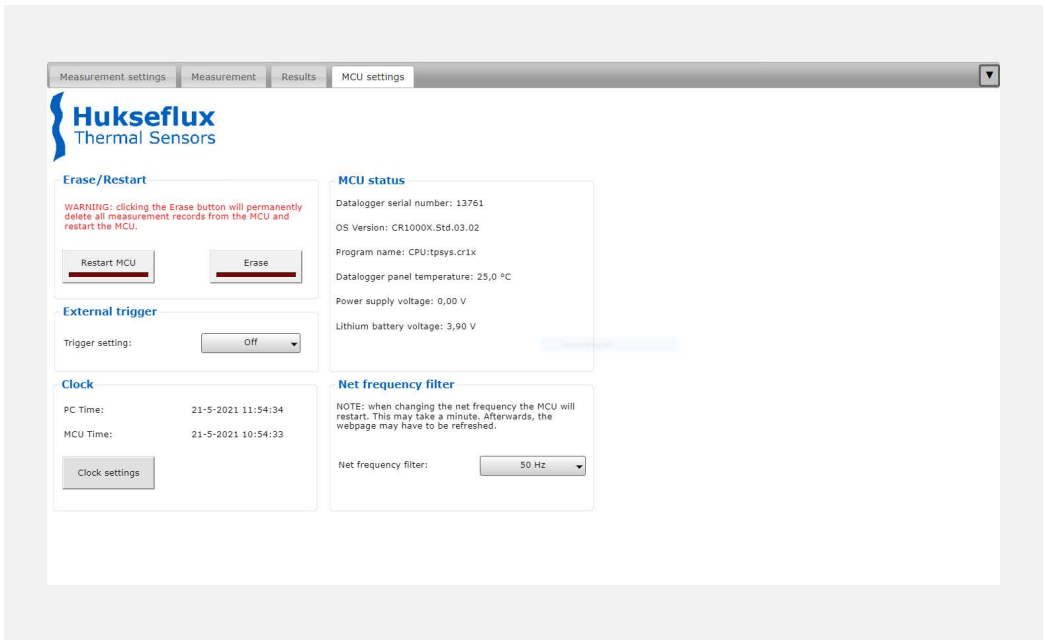 Measurement settings
Measurement
Results
MCU settings
Hukseflux
Thermal Sensors
Erase/Restart
WARNING: clicking the Erase button will permanently
delete all measurement records from the MCU and
restart the MCU.
Restart MCU
Erase
External trigger
Trigger setting:
Off
Clock
PC Time:
21-5-2021 11:54:34
MCU Time:
21-5-2021 10:54:33
Clock settings
MCU status
Datalogger serial number: 13761
OS Version: CR1000X.Std.03.02
Program name: CPU:tpsys.cr1x
Datalogger panel temperature: 25,0 °C
Power supply voltage: 0,00 V
Lithium battery voltage: 3,90 V
Net frequency filter
NOTE: when changing the net frequency the MCU will
restart. This may take a minute. Afterwards, the
webpage may have to be refreshed.
Net frequency filter:
50 Hz